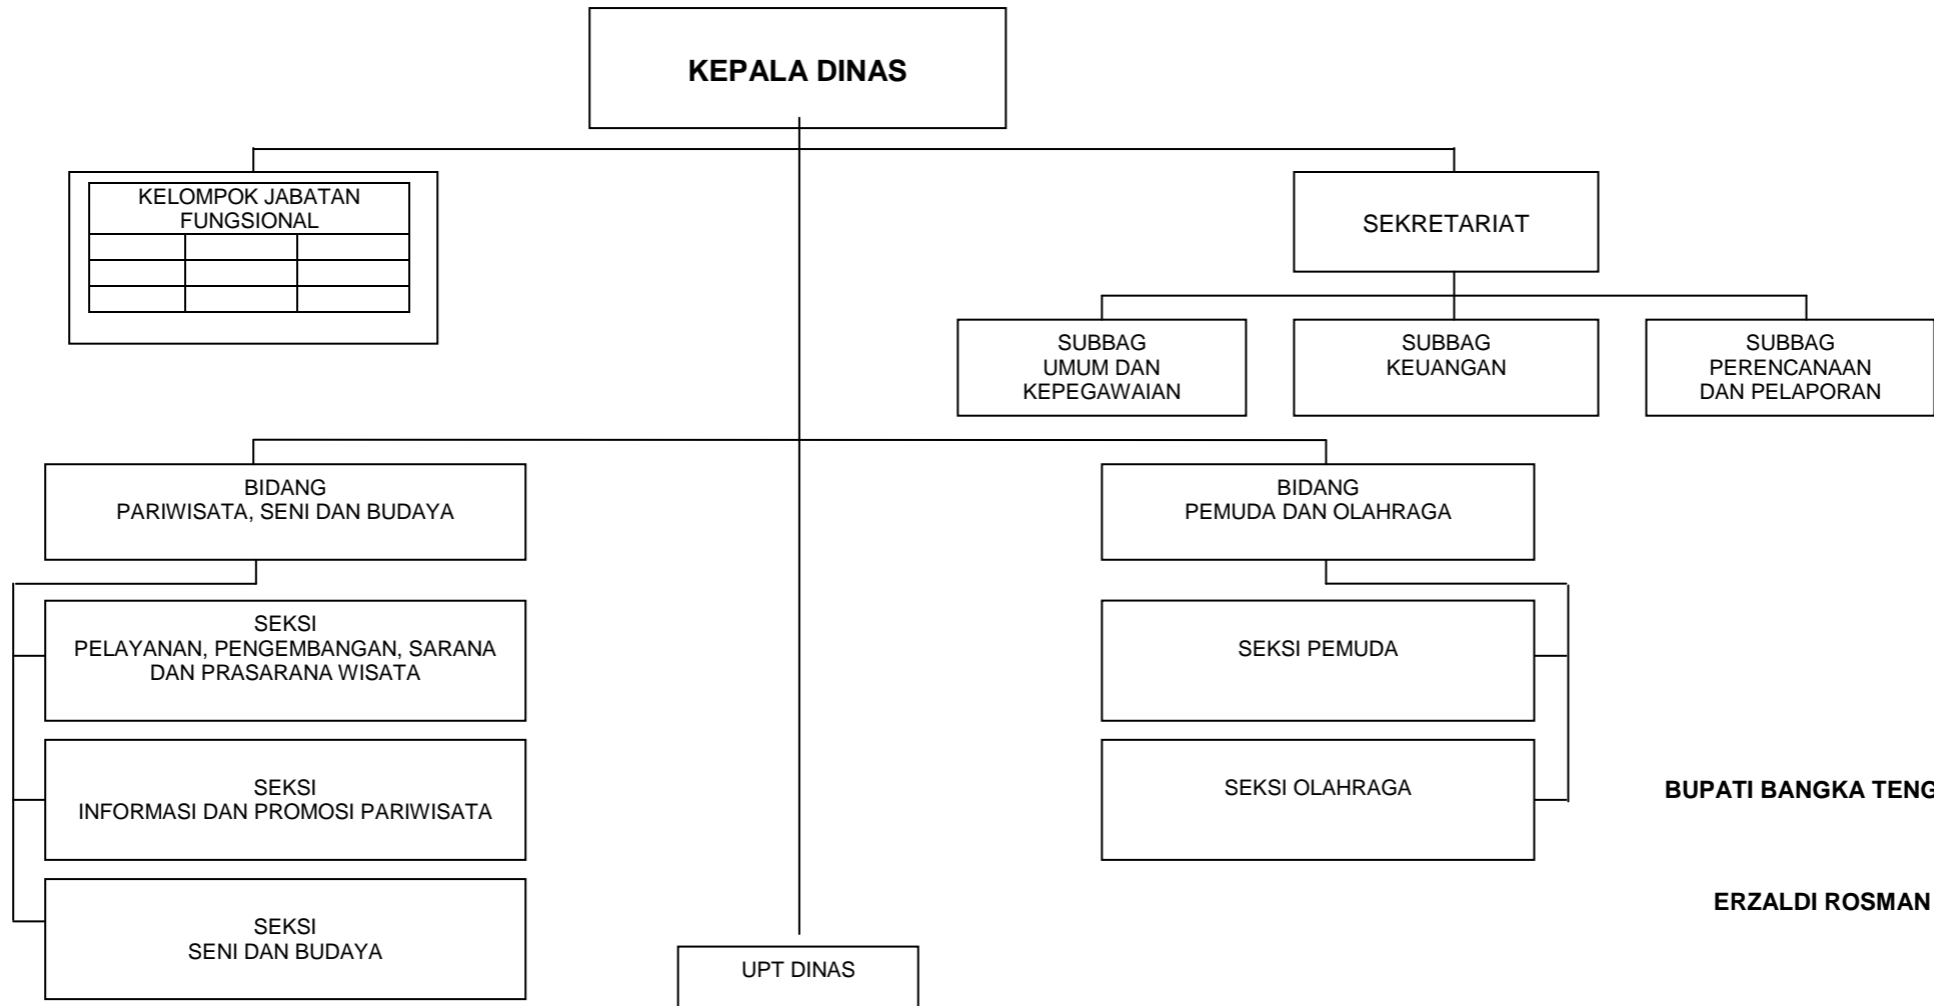 KEPALA DINAS
KELOMPOK JABATAN
FUNGSIONAL
SEKRETARIAT
SUBBAG
UMUM DAN
KEPEGAWAIAN
SUBBAG
KEUANGAN
SUBBAG
PERENCANAAN
DAN PELAPORAN
BIDANG
PARIWISATA, SENI DAN BUDAYA
BIDANG
PEMUDA DAN OLAHRAGA
SEKSI
PELAYANAN, PENGEMBANGAN, SARANA
DAN PRASARANA WISATA
SEKSI PEMUDA
SEKSI
INFORMASI DAN PROMOSI PARIWISATA
SEKSI OLAHRAGA
BUPATI BANGKA TENG
ERZALDI ROSMAN
SEKSI
SENI DAN BUDAYA
UPT DINAS